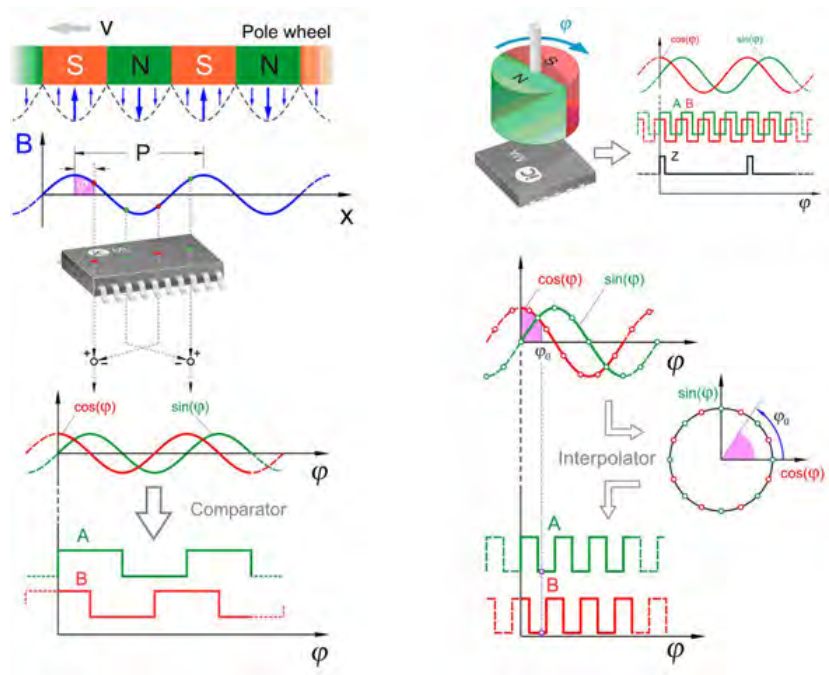 V
Pole wheel
S N S N
B
P
X
cos(φ) sin(φ)
φ
Comparator
A
B
φ
φ
S
N
cos(φ) sin(φ)
A B
Z
φ
cos(φ)
sin(φ)
φ₀
φ
sin(φ)
φ₀
cos(φ)
Interpolator
A
B
φ